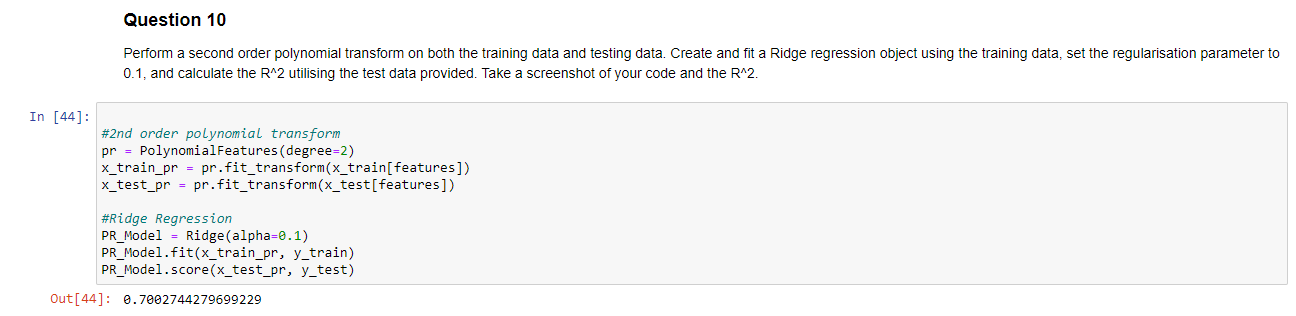 Question 10
Perform a second order polynomial transform on both the training data and testing data. Create and fit a Ridge regression object using the training data, set the regularisation parameter to
0.1, and calculate the R^2 utilising the test data provided. Take a screenshot of your code and the R^2.
In [44]:
#2nd order polynomial transform
pr = PolynomialFeatures(degree=2)
x_train_pr = pr.fit_transform(x_train[features])
x_test_pr = pr.fit_transform(x_test[features])
#Ridge Regression
PR_Model = Ridge(alpha=0.1)
PR_Model.fit(x_train_pr, y_train)
PR_Model.score(x_test_pr, y_test)
Out[44]: 0.7002744279699229